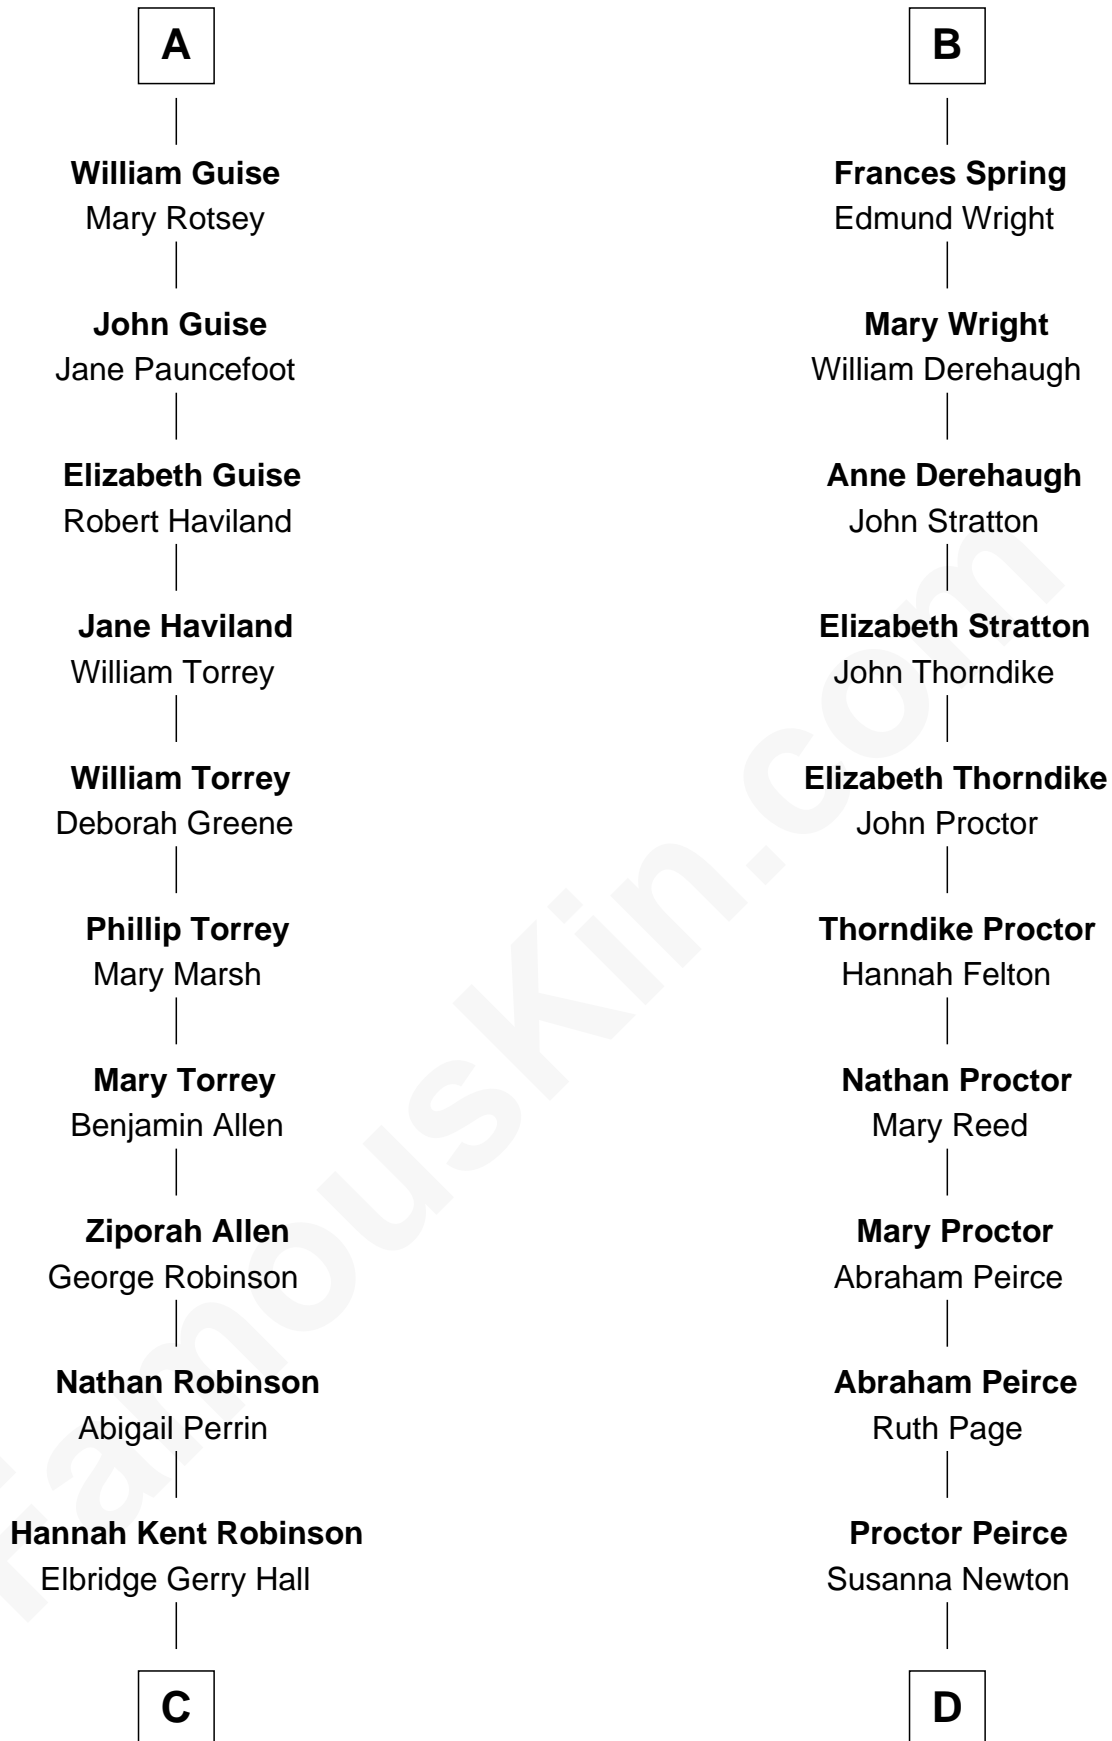 A
William Guise
Mary Rotsey
John Guise
Jane Pauncefoot
Elizabeth Guise
Robert Haviland
Jane Haviland
William Torrey
William Torrey
Deborah Greene
Phillip Torrey
Mary Marsh
Mary Torrey
Benjamin Allen
Ziporah Allen
George Robinson
Nathan Robinson
Abigail Perrin
Hannah Kent Robinson
Elbridge Gerry Hall
C
B
Frances Spring
Edmund Wright
Mary Wright
William Derehaugh
Anne Derehaugh
John Stratton
Elizabeth Stratton
John Thorndike
Elizabeth Thorndike
John Proctor
Thorndike Proctor
Hannah Felton
Nathan Proctor
Mary Reed
Mary Proctor
Abraham Peirce
Abraham Peirce
Ruth Page
Proctor Peirce
Susanna Newton
D
FamousKin.com